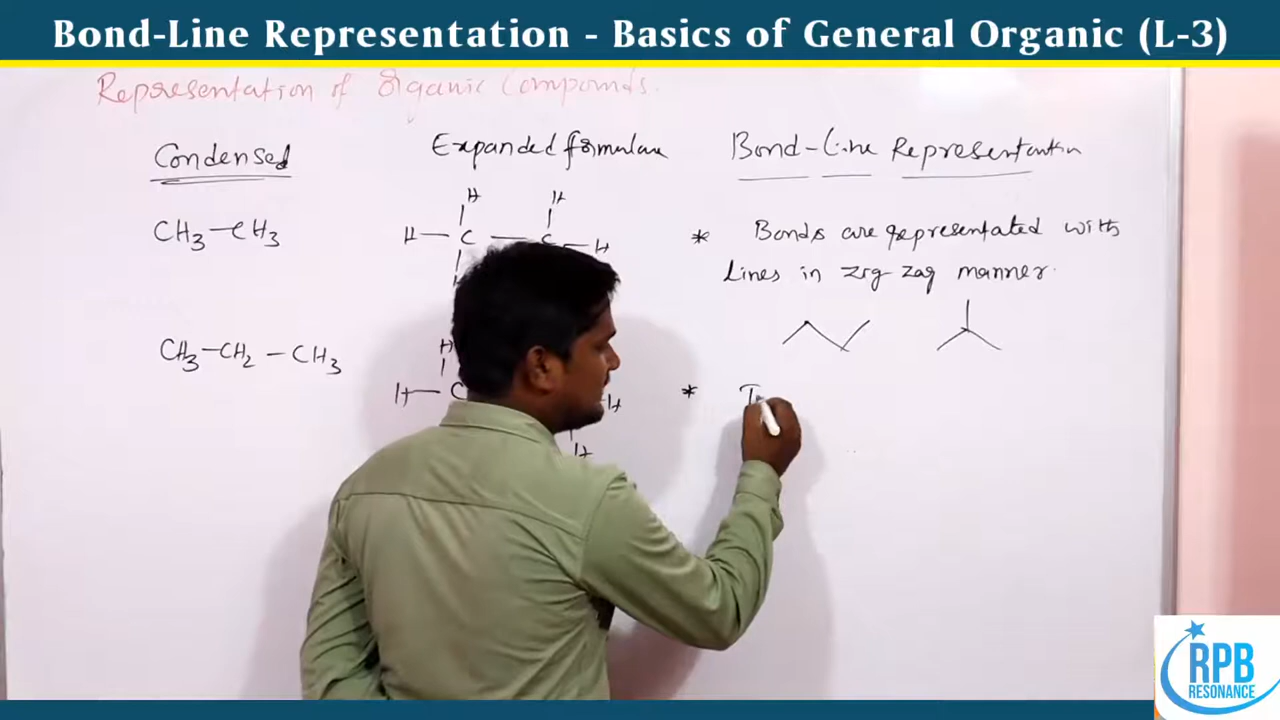 Bond-Line Representation - Basics of General Organic (L-3)
Representation of Organic Compounds.
Condensed
Expanded formulae
Bond-Line Representation
CH3-CH3
H H
H-C-C-H
* Bonds are representated with
Lines in zig zag manner.
CH3-CH2-CH3
H
H-C
H
H
*
RPB
RESONANCE